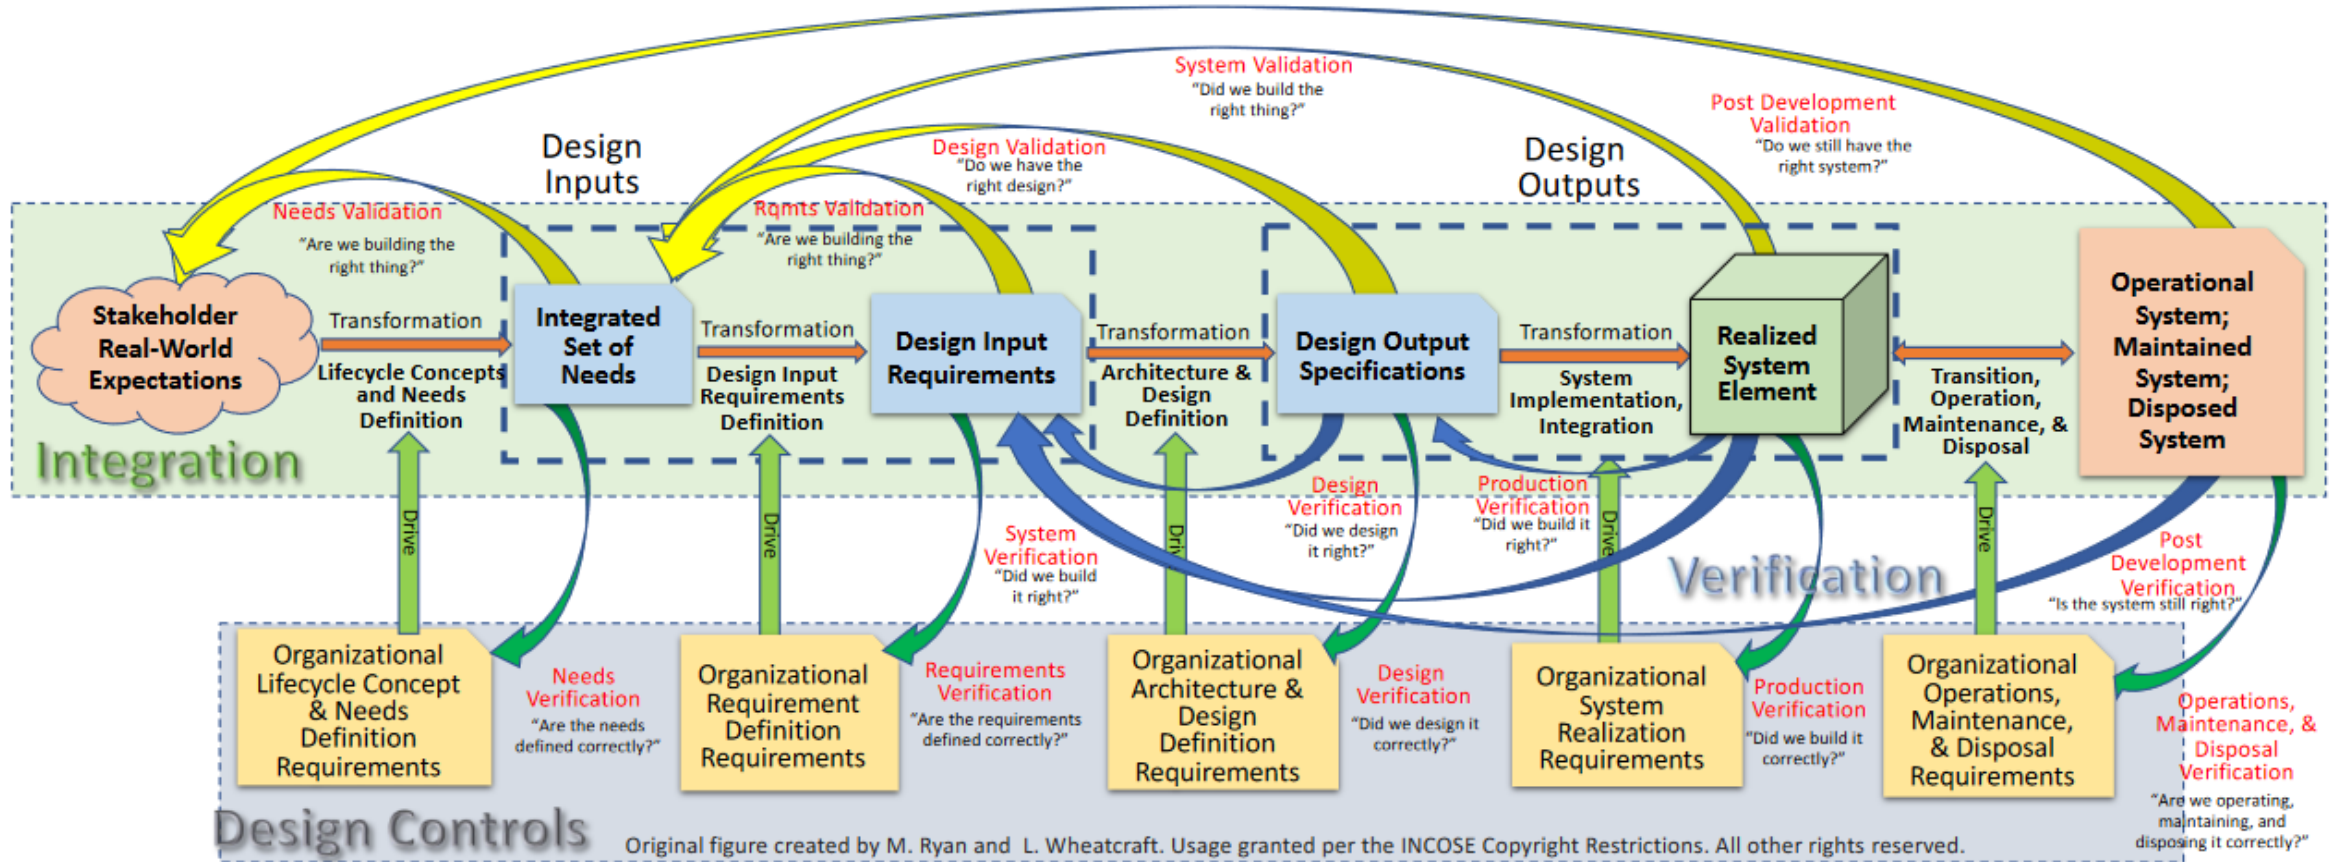 System Validation
“Did we build the
right thing?”
Post Development
Validation
“Do we still have the
right system?”
Design
Inputs
Design Validation
“Do we have the
right design?”
Design
Outputs
Needs Validation
“Are we building the
right thing?”
Rqmts Validation
“Are we building the
right thing?”
Stakeholder
Real-World
Expectations
Transformation
Lifecycle Concepts
and Needs
Definition
Integrated
Set of
Needs
Transformation
Design Input
Requirements
Definition
Design Input
Requirements
Transformation
Architecture &
Design
Definition
Design Output
Specifications
Transformation
System
Implementation,
Integration
Realized
System
Element
Transition,
Operation,
Maintenance, &
Disposal
Operational
System;
Maintained
System;
Disposed
System
Integration
Drive
Drive
System
Verification
“Did we build
it right?”
Drive
Design
Verification
“Did we design
it right?”
Production
Verification
“Did we build it
right?”
Drive
Verification
Drive
Post
Development
Verification
“Is the system still right?”
Organizational
Lifecycle Concept
& Needs
Definition
Requirements
Needs
Verification
“Are the needs
defined correctly?”
Organizational
Requirement
Definition
Requirements
Requirements
Verification
“Are the requirements
defined correctly?”
Organizational
Architecture &
Design
Definition
Requirements
Design
Verification
“Did we design it
correctly?”
Organizational
System
Realization
Requirements
Production
Verification
“Did we build it
correctly?”
Organizational
Operations,
Maintenance,
& Disposal
Requirements
Operations,
Maintenance, &
Disposal
Verification
“Are we operating,
maintaining, and
disposing it correctly?”
Design Controls
Original figure created by M. Ryan and L. Wheatcraft. Usage granted per the INCOSE Copyright Restrictions. All other rights reserved.